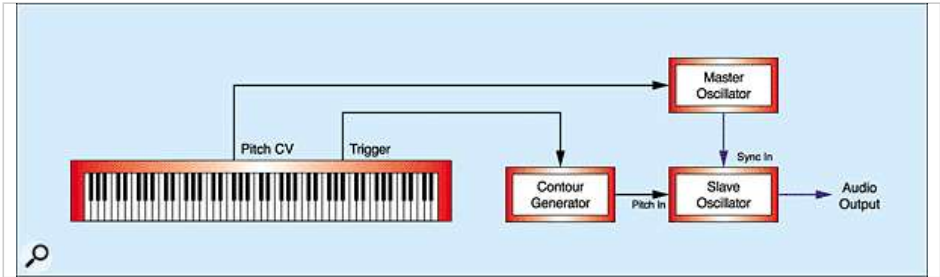 Master
Oscillator
Pitch CV
Trigger
Sync In
Contour
Generator
Pitch In
Slave
Oscillator
Audio
Output